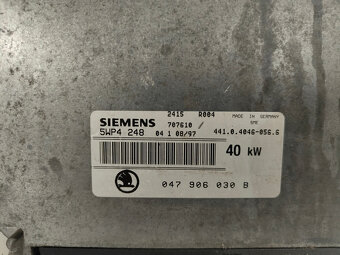 2415 R004
SIEMENS 707610 / MADE IN GERMANY
5WP4 248 04 1 08/97 441.0.4046-056.6
40 kW
047 906 030 B